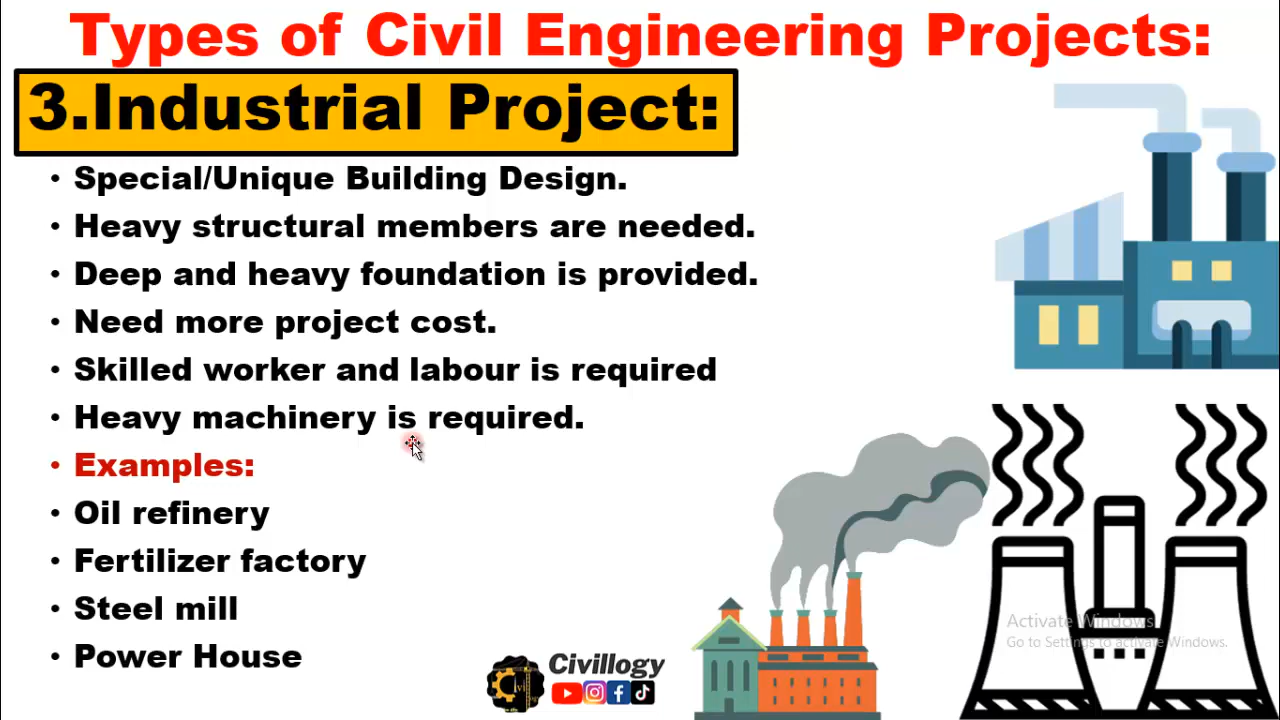 Types of Civil Engineering Projects:
3.Industrial Project:
• Special/Unique Building Design.
• Heavy structural members are needed.
• Deep and heavy foundation is provided.
• Need more project cost.
• Skilled worker and labour is required
• Heavy machinery is required.
• Examples:
• Oil refinery
• Fertilizer factory
• Steel mill
• Power House
Civillogy
Activate Windows
Go to Settings to activate Windows.